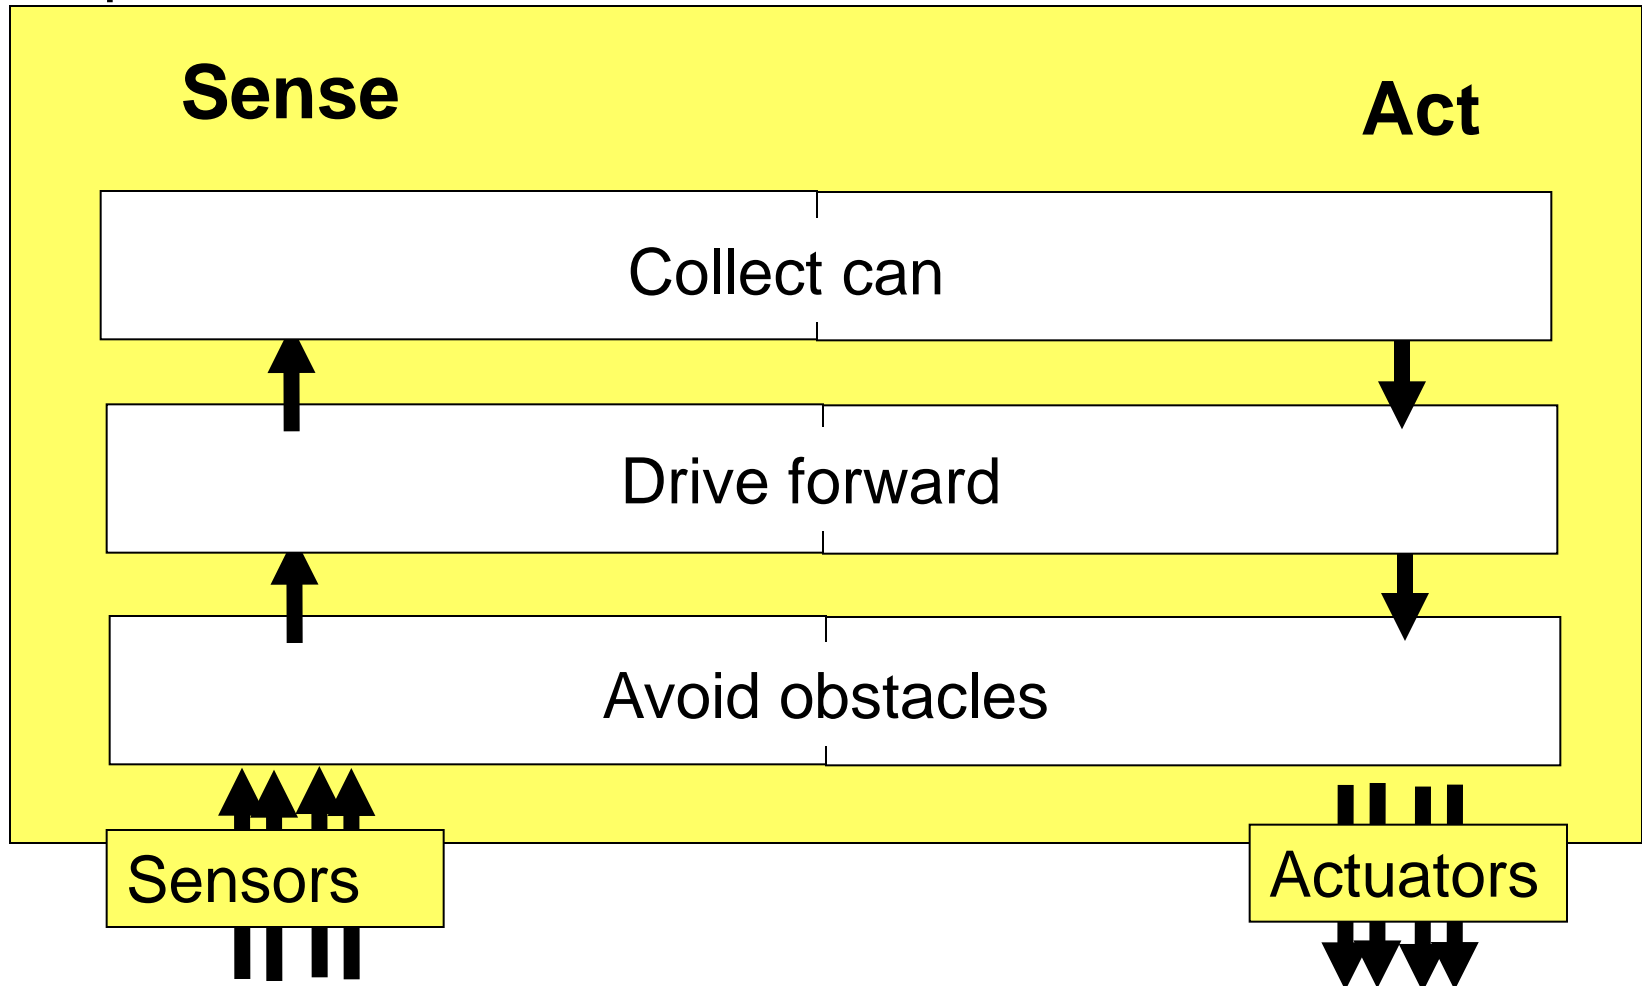 Sense
Act
Collect can
Drive forward
Avoid obstacles
Sensors
Actuators